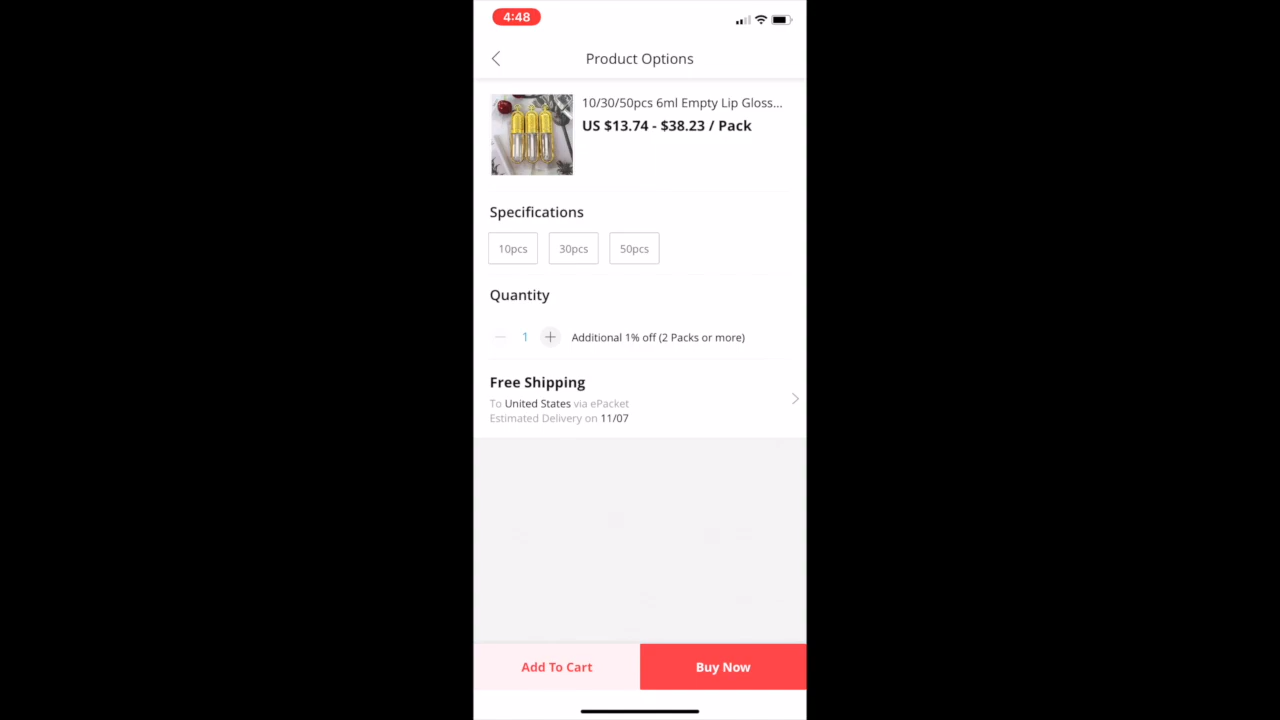 4:48
Product Options
10/30/50pcs 6ml Empty Lip Gloss...
US $13.74 - $38.23 / Pack
Specifications
10pcs 30pcs 50pcs
Quantity
1 Additional 1% off (2 Packs or more)
Free Shipping
To United States via ePacket
Estimated Delivery on 11/07
Add To Cart Buy Now